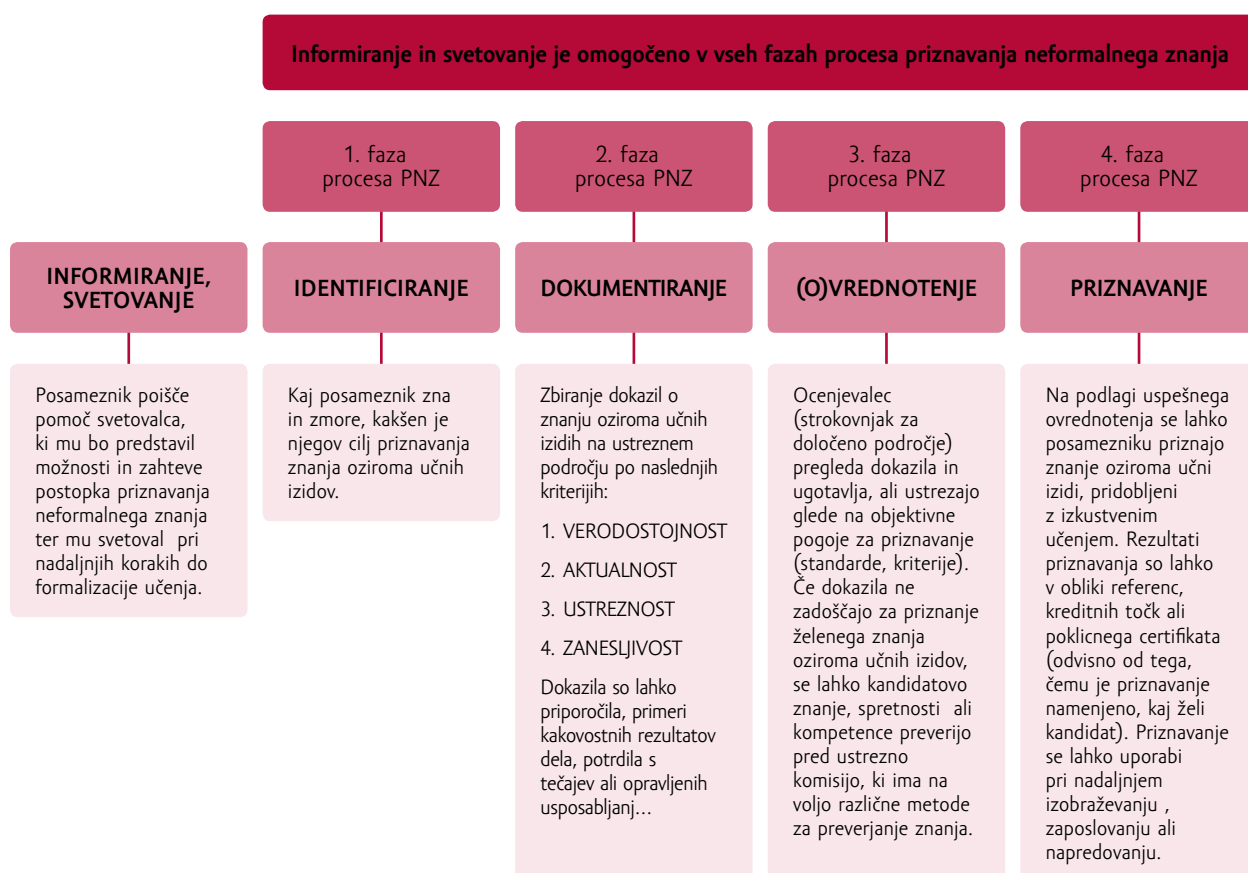 Informiranje in svetovanje je omogočeno v vseh fazah procesa priznavanja neformalnega znanja
1. faza
procesa PNZ
2. faza
procesa PNZ
3. faza
procesa PNZ
4. faza
procesa PNZ
INFORMIRANJE,
SVETOVANJE
IDENTIFICIRANJE
DOKUMENTIRANJE
(O)VREDNOTENJE
PRIZNAVANJE
Posameznik poišče
pomoč svetovalca,
ki mu bo predstavil
možnosti in zahteve
postopka priznavanja
neformalnega znanja
ter mu svetoval pri
nadaljnjih korakih do
formalizacije učenja.
Kaj posameznik zna
in zmore, kakšen je
njegov cilj priznavanja
znanja oziroma učnih
izidov.
Zbiranje dokazil o
znanju oziroma učnih
izidih na ustreznem
področju po naslednjih
kriterijih:
1. VERODOSTOJNOST
2. AKTUALNOST
3. USTREZNOST
4. ZANESLJIVOST
Dokazila so lahko
priporočila, primeri
kakovostnih rezultatov
dela, potrdila s
tečajev ali opravljenih
usposabljanj...
Ocenjevalec
(strokovnjak za
določeno področje)
pregleda dokazila in
ugotavlja, ali ustrezajo
glede na objektivne
pogoje za priznavanje
(standarde, kriterije).
Če dokazila ne
zadoščajo za priznanje
želenega znanja
oziroma učnih izidov,
se lahko kandidatovo
znanje, spretnosti ali
kompetence preverijo
pred ustrezno
komisijo, ki ima na
voljo različne metode
za preverjanje znanja.
Na podlagi uspešnega
ovrednotenja se lahko
posamezniku priznajo
znanje oziroma učni
izidi, pridobljeni
z izkustvenim
učenjem. Rezultati
priznavanja so lahko
v obliki referenc,
kreditnih točk ali
poklicnega certifikata
(odvisno od tega,
čemu je priznavanje
namenjeno, kaj želi
kandidat). Priznavanje
se lahko uporabi
pri nadaljnjem
izobraževanju ,
zaposlovanju ali
napredovanju.